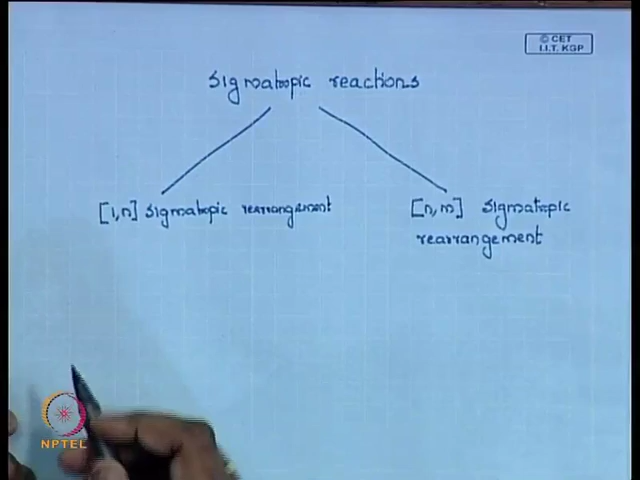 © CET
I.I.T. KGP
Sigmatropic reactions
[1,n] sigmatropic rearrangement
[n,m] sigmatropic
rearrangement
NPTEL